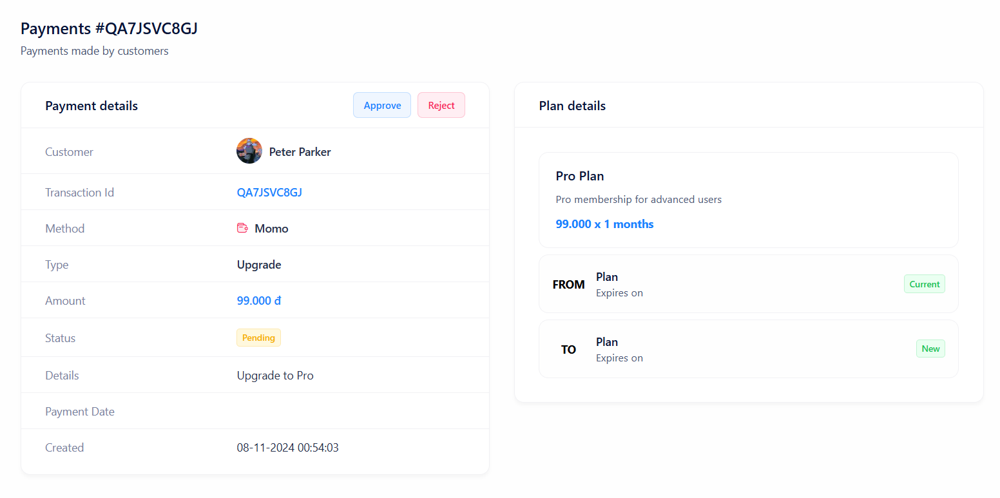 Payments #QA7JSVC8GJ
Payments made by customers
Payment details
Approve
Reject
Customer
Peter Parker
Transaction Id
QA7JSVC8GJ
Method
Momo
Type
Upgrade
Amount
99.000 đ
Status
Pending
Details
Upgrade to Pro
Payment Date
Created
08-11-2024 00:54:03
Plan details
Pro Plan
Pro membership for advanced users
99.000 x 1 months
FROM
Plan
Expires on
Current
TO
Plan
Expires on
New